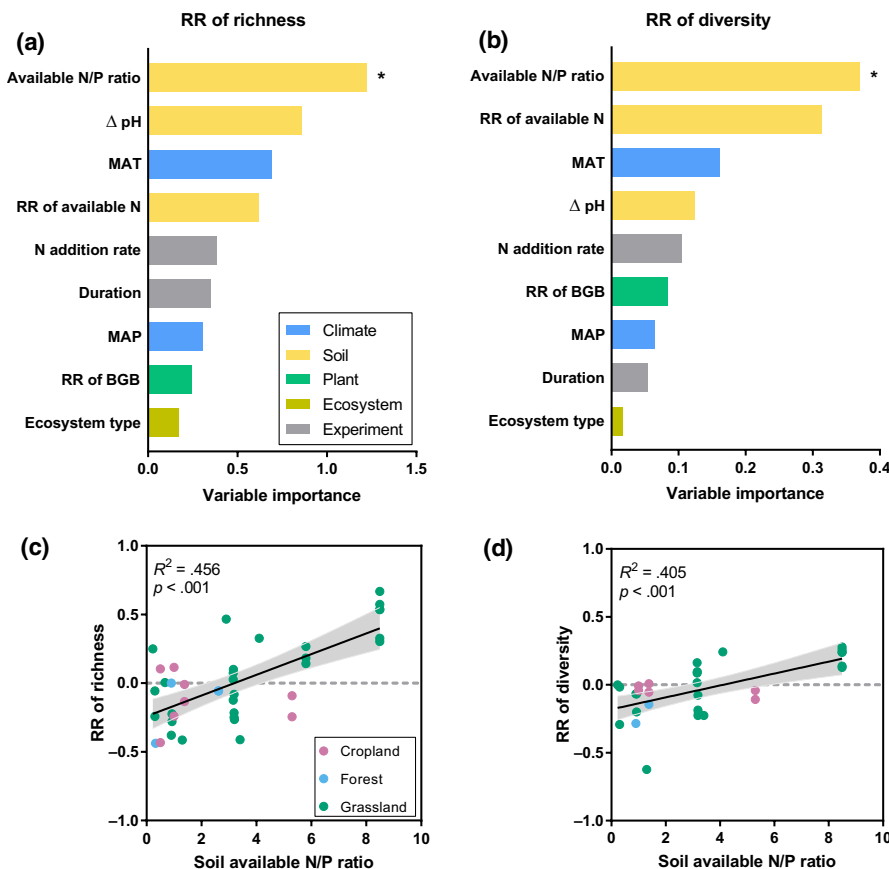 RR of richness
(a)
Available N/P ratio
*
Δ pH
MAT
RR of available N
N addition rate
Duration
MAP
RR of BGB
Ecosystem type
Climate
Soil
Plant
Ecosystem
Experiment
0.0 0.5 1.0 1.5
Variable importance
RR of diversity
(b)
Available N/P ratio
*
RR of available N
MAT
Δ pH
N addition rate
RR of BGB
MAP
Duration
Ecosystem type
0.0 0.1 0.2 0.3 0.4
Variable importance
(c)
R² = .456
p < .001
RR of richness
1.0
0.5
0.0
–0.5
–1.0
Cropland
Forest
Grassland
0 2 4 6 8 10
Soil available N/P ratio
(d)
R² = .405
p < .001
RR of diversity
1.0
0.5
0.0
–0.5
–1.0
0 2 4 6 8 10
Soil available N/P ratio